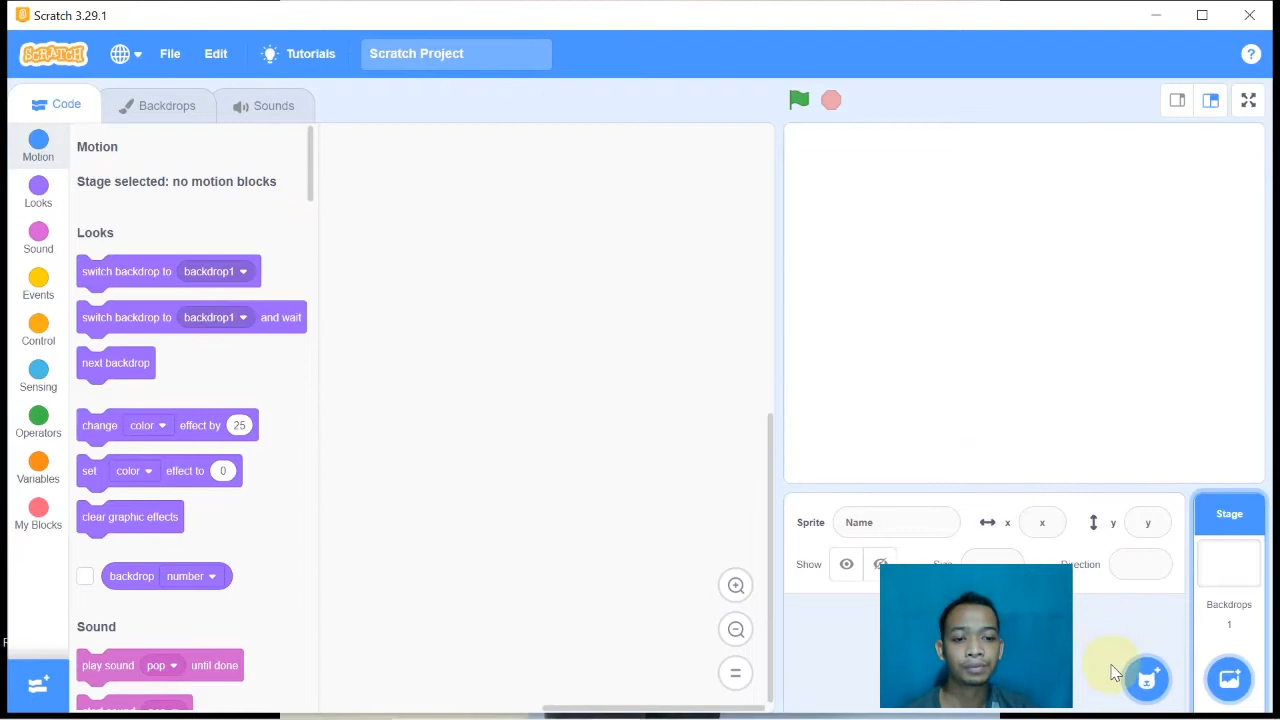 Scratch 3.29.1
SCRATCH
File
Edit
Tutorials
Scratch Project
?
Code
Backdrops
Sounds
Motion
Looks
Sound
Events
Control
Sensing
Operators
Variables
My Blocks
Motion
Stage selected: no motion blocks
Looks
switch backdrop to backdrop1
switch backdrop to backdrop1 and wait
next backdrop
change color effect by 25
set color effect to 0
clear graphic effects
backdrop number
Sound
play sound pop until done
Sprite Name x x y y
Show
Stage
Backdrops
1